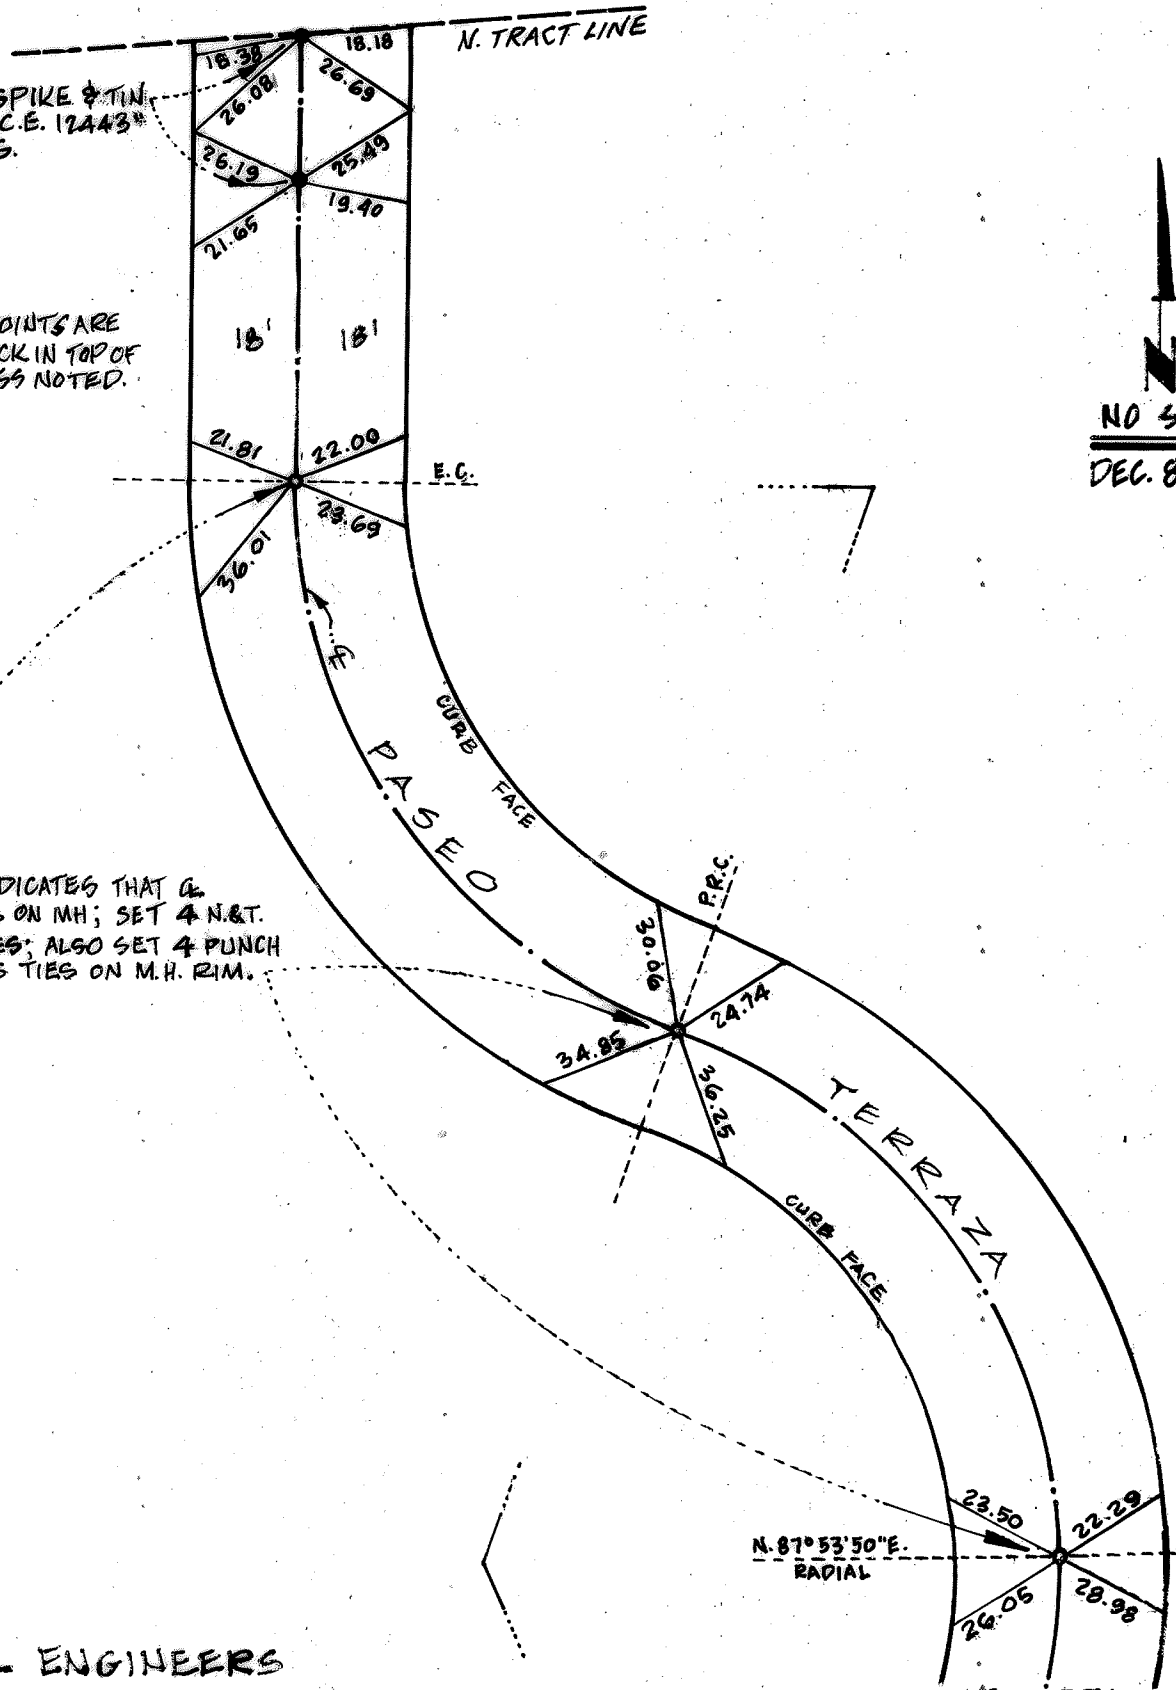 N. TRACT LINE
18.38
18.18
26.08
26.69
SPIKE & TIN
C.E. 12443"
S.
26.19
25.49
19.40
21.65
18'
18'
OINTS ARE
CK IN TOP OF
SS NOTED.
N
NO S
DEC. 8
21.81
22.00
E.C.
23.69
36.01
℄
CURB FACE
PASEO
P.R.C.
DICATES THAT ℄
S ON MH; SET 4 N.&T.
ES; ALSO SET 4 PUNCH
S TIES ON M.H. RIM.
30.06
24.74
34.85
36.25
TERRAZA
CURB FACE
23.50
22.29
N. 87° 53' 50" E.
RADIAL
26.05
28.98
L ENGINEERS